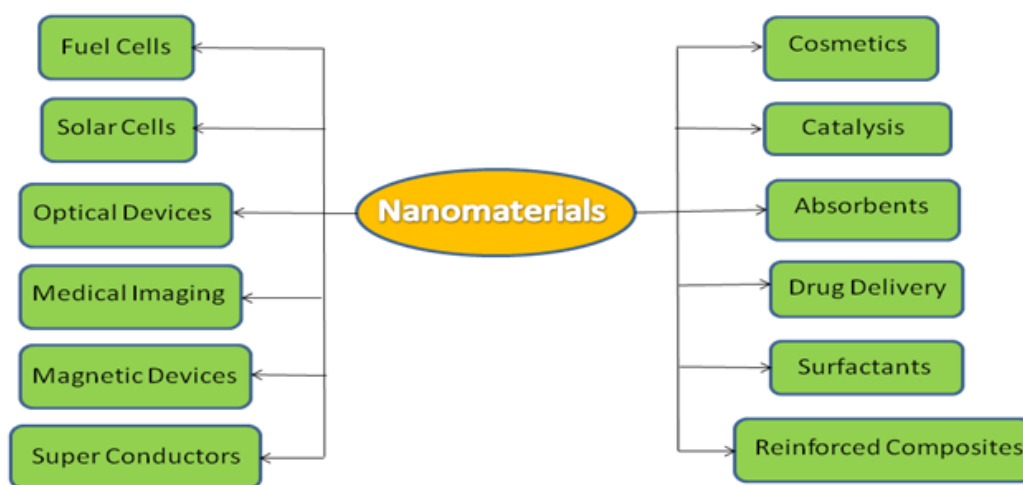 Fuel Cells
Solar Cells
Optical Devices
Medical Imaging
Magnetic Devices
Super Conductors
Nanomaterials
Cosmetics
Catalysis
Absorbents
Drug Delivery
Surfactants
Reinforced Composites